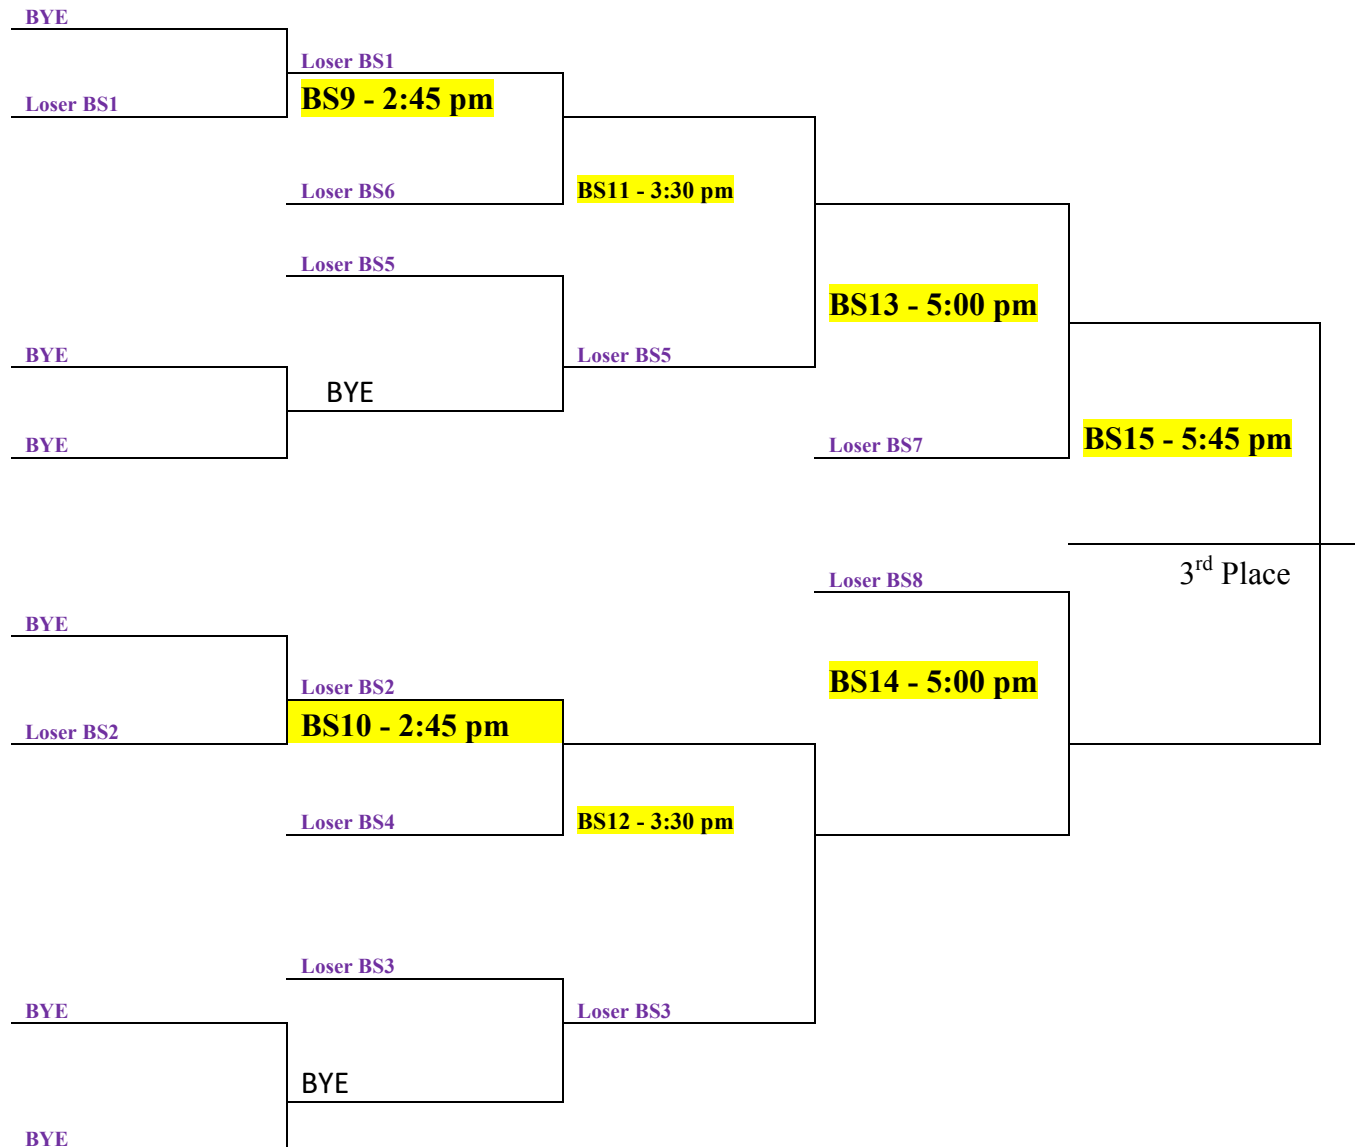 BYE
Loser BS1
Loser BS1
BS9 - 2:45 pm
Loser BS6
BS11 - 3:30 pm
Loser BS5
BS13 - 5:00 pm
BYE
Loser BS5
BYE
BYE
Loser BS7
BS15 - 5:45 pm
3rd Place
Loser BS8
BYE
Loser BS2
BS14 - 5:00 pm
Loser BS2
BS10 - 2:45 pm
Loser BS4
BS12 - 3:30 pm
Loser BS3
BYE
Loser BS3
BYE
BYE